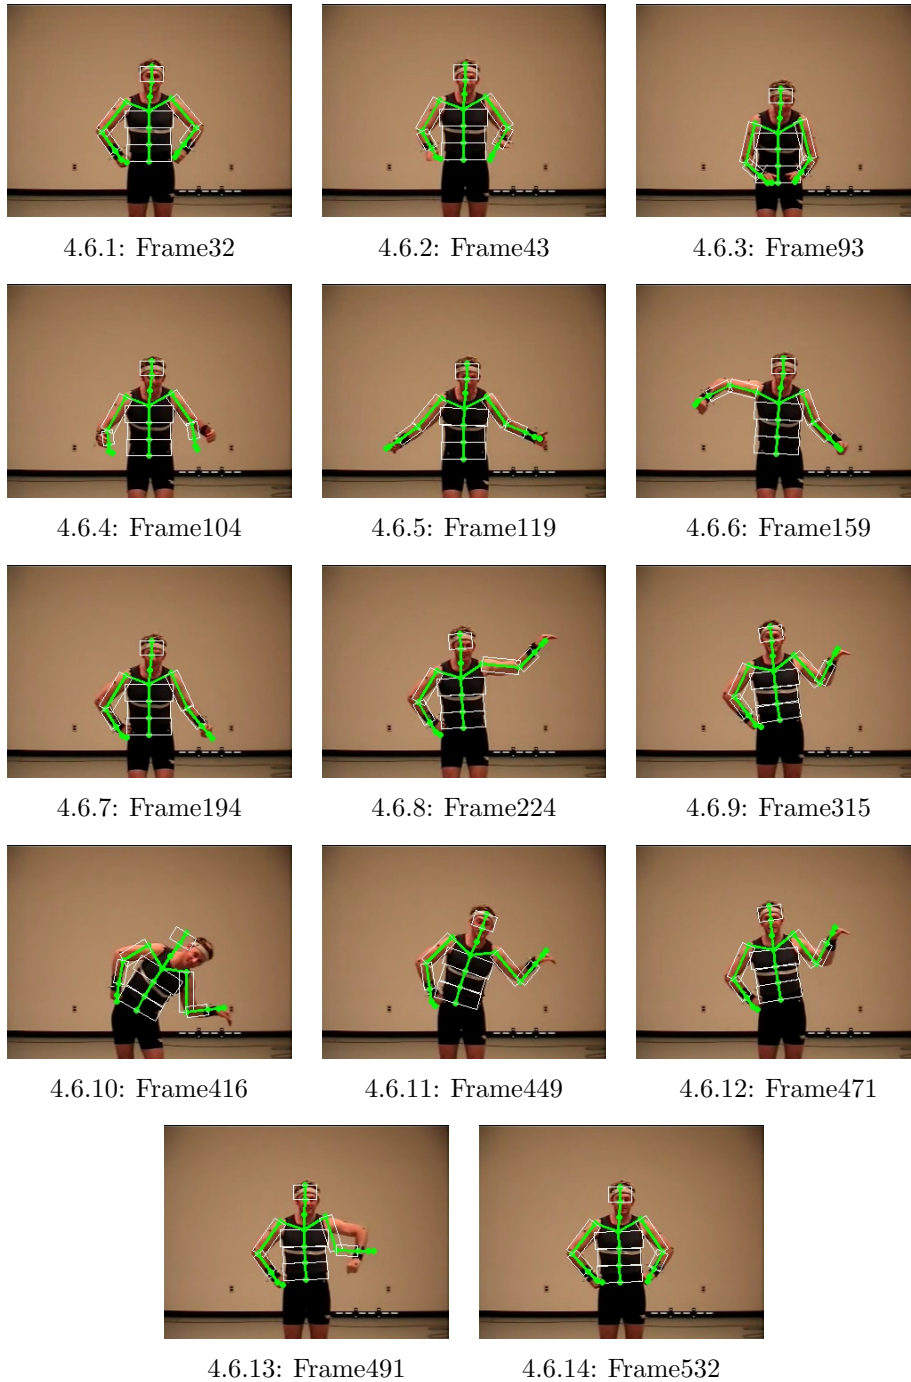 4.6.1: Frame32
4.6.2: Frame43
4.6.3: Frame93
4.6.4: Frame104
4.6.5: Frame119
4.6.6: Frame159
4.6.7: Frame194
4.6.8: Frame224
4.6.9: Frame315
4.6.10: Frame416
4.6.11: Frame449
4.6.12: Frame471
4.6.13: Frame491
4.6.14: Frame532